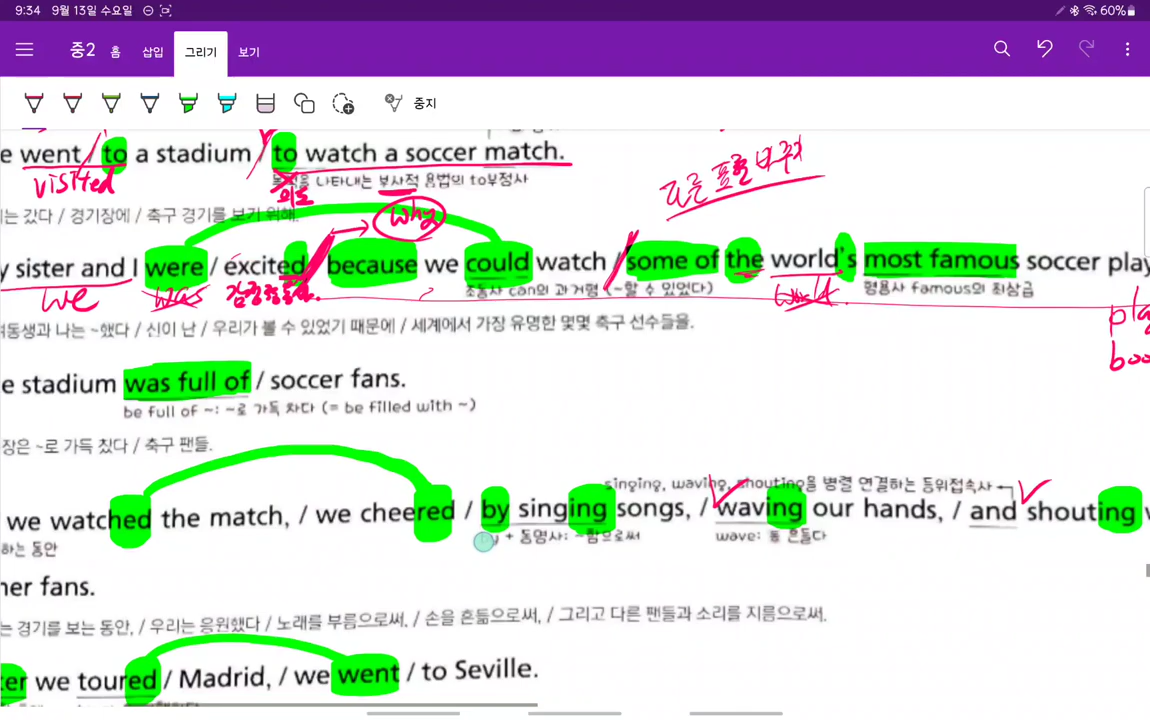 9:34 9월 13일 수요일 60%
중2 홈 삽입 그리기 보기
중지
e went / to a stadium / to watch a soccer match.
visited
을 나타내는 부사적 용법의 to부정사
의도
다른 표현 바꿔
는 갔다 / 경기장에 / 축구 경기를 보기 위해.
why
y sister and I were / excited / because we could watch / some of the world's most famous soccer play
we was 감정형용사. 조동사 can의 과거형 (~할 수 있었다) world. 형용사 famous의 최상급
여동생과 나는 ~했다 / 신이 난 / 우리가 볼 수 있었기 때문에 / 세계에서 가장 유명한 몇몇 축구 선수들을.
pla
boo
e stadium was full of / soccer fans.
be full of ~: ~로 가득 차다 (= be filled with ~)
장은 ~로 가득 찼다 / 축구 팬들.
singing, waving, shouting을 병렬 연결하는 등위접속사
we watched the match, / we cheered / by singing songs, / waving our hands, / and shouting w
하는 동안 by + 동명사: ~함으로써 wave: 통 흔들다
ner fans.
는 경기를 보는 동안, / 우리는 응원했다 / 노래를 부름으로써, / 손을 흔듦으로써, / 그리고 다른 팬들과 소리를 지름으로써.
ter we toured / Madrid, / we went / to Seville.